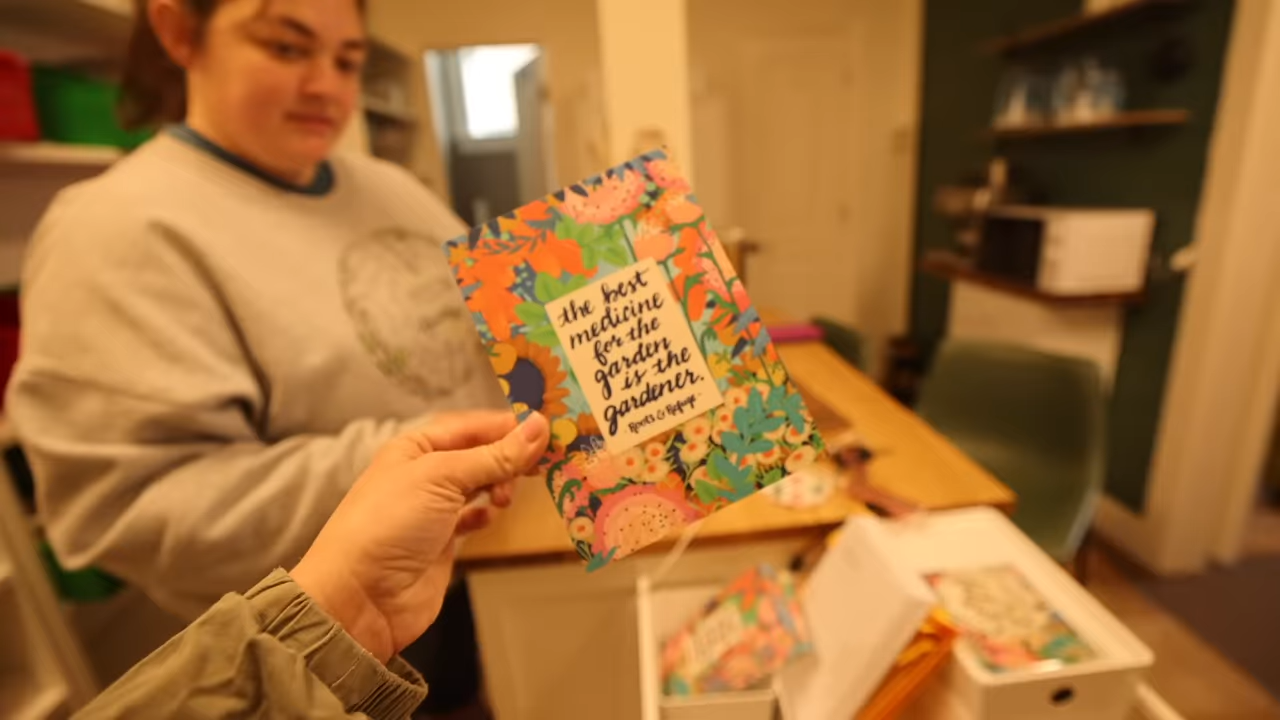 the best
medicine
for the
garden
is the
gardener.
Roots & Refuge